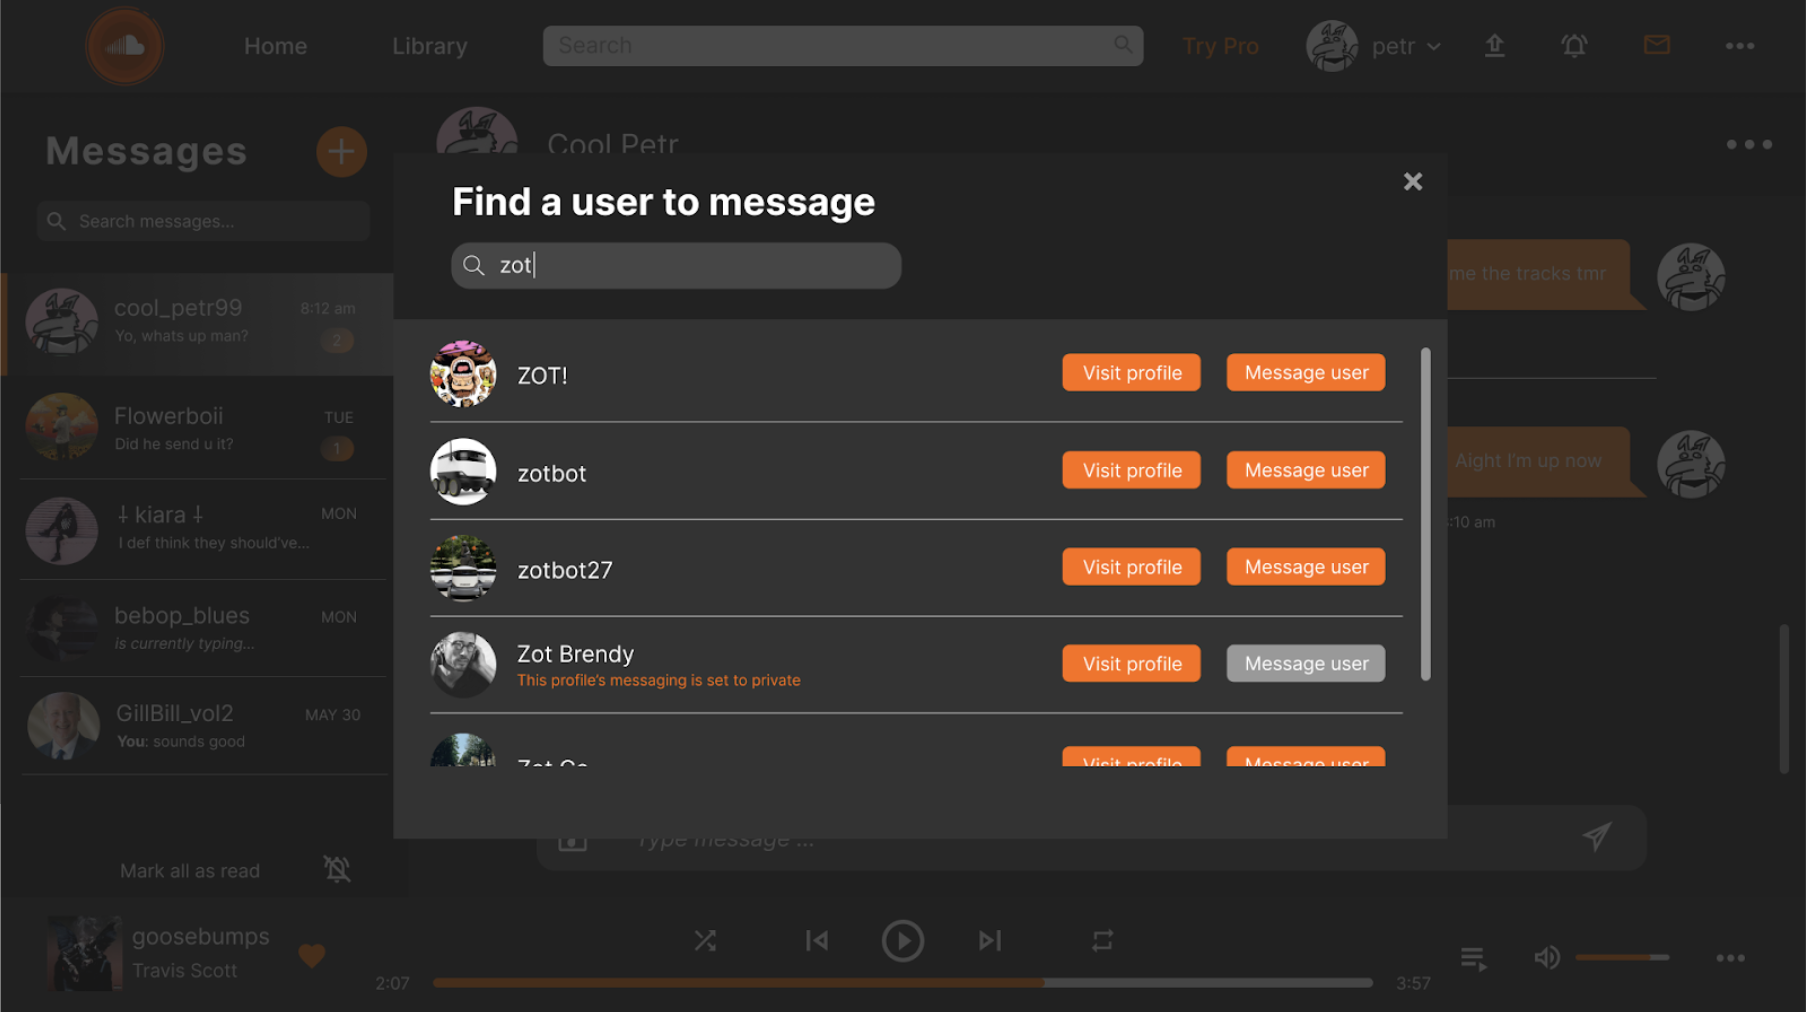 Home
Library
Search
Try Pro
petr
Messages
Search messages...
cool_petr99
8:12 am
Yo, whats up man?
2
Flowerboii
TUE
Did he send u it?
1
⸸ kiara ⸸
MON
I def think they should've...
bebop_blues
MON
is currently typing...
GillBill_vol2
MAY 30
You: sounds good
Mark all as read
Cool Petr
me the tracks tmr
Aight I'm up now
:10 am
Type message ...
Find a user to message
zot
ZOT!
Visit profile
Message user
zotbot
Visit profile
Message user
zotbot27
Visit profile
Message user
Zot Brendy
This profile's messaging is set to private
Visit profile
Message user
Visit profile
Message user
goosebumps
Travis Scott
2:07
3:57